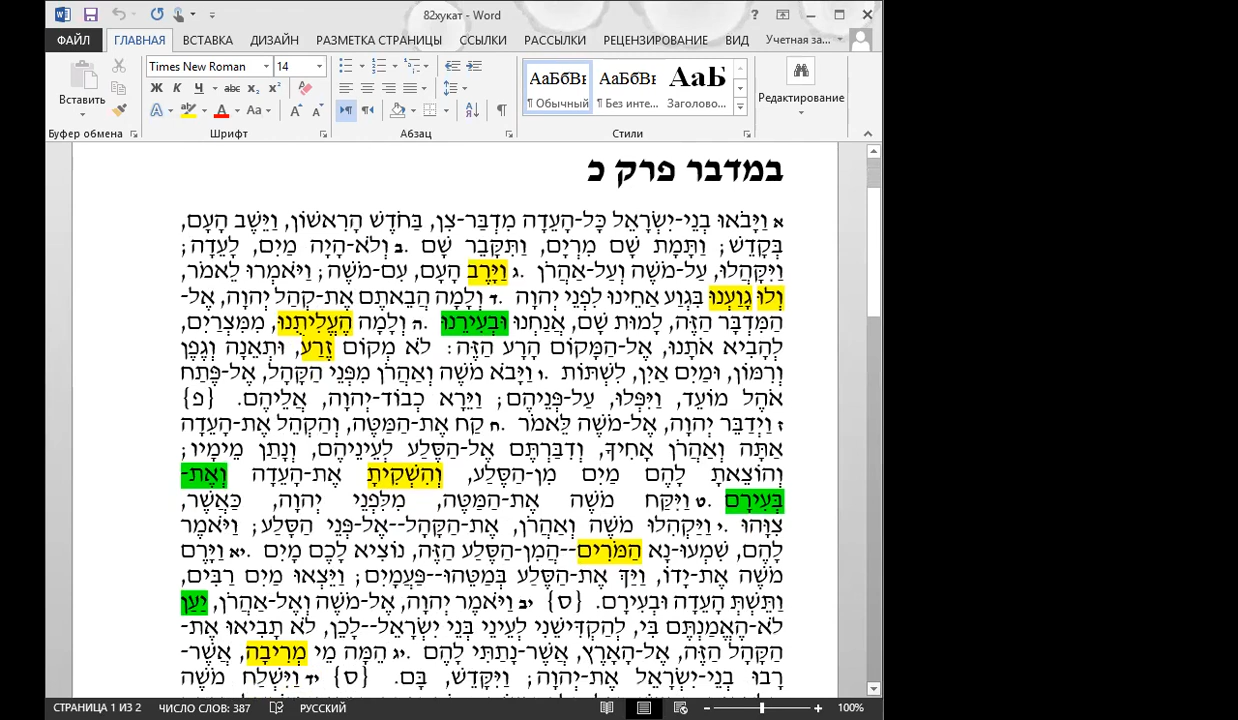 82хукат - Word
ФАЙЛ ГЛАВНАЯ ВСТАВКА ДИЗАЙН РАЗМЕТКА СТРАНИЦЫ ССЫЛКИ РАССЫЛКИ РЕЦЕНЗИРОВАНИЕ ВИД Учетная за...
Times New Roman 14
Вставить
Ж К Ч abc x₂ x²
АаБбВв АаБбВв АаБ
¶ Обычный ¶ Без инте... Заголово...
Редактирование
Буфер обмена Шрифт Абзац Стили
במדבר פרק כ
א וַיָּבֹאוּ בְנֵי-יִשְׂרָאֵל כָּל-הָעֵדָה מִדְבַּר-צִן, בַּחֹדֶשׁ הָרִאשׁוֹן, וַיֵּשֶׁב הָעָם,
בְּקָדֵשׁ; וַתָּמָת שָׁם מִרְיָם, וַתִּקָּבֵר שָׁם. ב וְלֹא-הָיָה מַיִם, לָעֵדָה;
וַיִּקָּהֲלוּ, עַל-מֹשֶׁה וְעַל-אַהֲרֹן. ג וַיָּרֶב הָעָם, עִם-מֹשֶׁה; וַיֹּאמְרוּ לֵאמֹר,
וְלוּ גָוַעְנוּ בִּגְוַע אַחֵינוּ לִפְנֵי יְהוָה. ד וְלָמָה הֲבֵאתֶם אֶת-קְהַל יְהוָה, אֶל-
הַמִּדְבָּר הַזֶּה, לָמוּת שָׁם, אֲנַחְנוּ וּבְעִירֵנוּ. ה וְלָמָה הֶעֱלִיתֻנוּ, מִמִּצְרַיִם,
לְהָבִיא אֹתָנוּ, אֶל-הַמָּקוֹם הָרָע הַזֶּה: לֹא מְקוֹם זֶרַע, וּתְאֵנָה וְגֶפֶן
וְרִמּוֹן, וּמַיִם אַיִן, לִשְׁתּוֹת. ו וַיָּבֹא מֹשֶׁה וְאַהֲרֹן מִפְּנֵי הַקָּהָל, אֶל-פֶּתַח
אֹהֶל מוֹעֵד, וַיִּפְּלוּ, עַל-פְּנֵיהֶם; וַיֵּרָא כְבוֹד-יְהוָה, אֲלֵיהֶם. {פ}
ז וַיְדַבֵּר יְהוָה, אֶל-מֹשֶׁה לֵּאמֹר. ח קַח אֶת-הַמַּטֶּה, וְהַקְהֵל אֶת-הָעֵדָה
אַתָּה וְאַהֲרֹן אָחִיךָ, וְדִבַּרְתֶּם אֶל-הַסֶּלַע לְעֵינֵיהֶם, וְנָתַן מֵימָיו;
וְהוֹצֵאתָ לָהֶם מַיִם מִן-הַסֶּלַע, וְהִשְׁקִיתָ אֶת-הָעֵדָה וְאֶת-
בְּעִירָם. ט וַיִּקַּח מֹשֶׁה אֶת-הַמַּטֶּה, מִלִּפְנֵי יְהוָה, כַּאֲשֶׁר,
צִוָּהוּ. י וַיַּקְהִלוּ מֹשֶׁה וְאַהֲרֹן, אֶת-הַקָּהָל--אֶל-פְּנֵי הַסָּלַע; וַיֹּאמֶר
לָהֶם, שִׁמְעוּ-נָא הַמֹּרִים--הֲמִן-הַסֶּלַע הַזֶּה, נוֹצִיא לָכֶם מָיִם. יא וַיָּרֶם
מֹשֶׁה אֶת-יָדוֹ, וַיַּךְ אֶת-הַסֶּלַע בְּמַטֵּהוּ--פַּעֲמָיִם; וַיֵּצְאוּ מַיִם רַבִּים,
וַתֵּשְׁתְּ הָעֵדָה וּבְעִירָם. {ס} יב וַיֹּאמֶר יְהוָה, אֶל-מֹשֶׁה וְאֶל-אַהֲרֹן, יַעַן
לֹא-הֶאֱמַנְתֶּם בִּי, לְהַקְדִּישֵׁנִי לְעֵינֵי בְּנֵי יִשְׂרָאֵל--לָכֵן, לֹא תָבִיאוּ אֶת-
הַקָּהָל הַזֶּה, אֶל-הָאָרֶץ, אֲשֶׁר-נָתַתִּי לָהֶם. יג הֵמָּה מֵי מְרִיבָה, אֲשֶׁר-
רָבוּ בְנֵי-יִשְׂרָאֵל אֶת-יְהוָה; וַיִּקָּדֵשׁ, בָּם. {ס} יד וַיִּשְׁלַח מֹשֶׁה
СТРАНИЦА 1 ИЗ 2 ЧИСЛО СЛОВ: 387 РУССКИЙ 100%